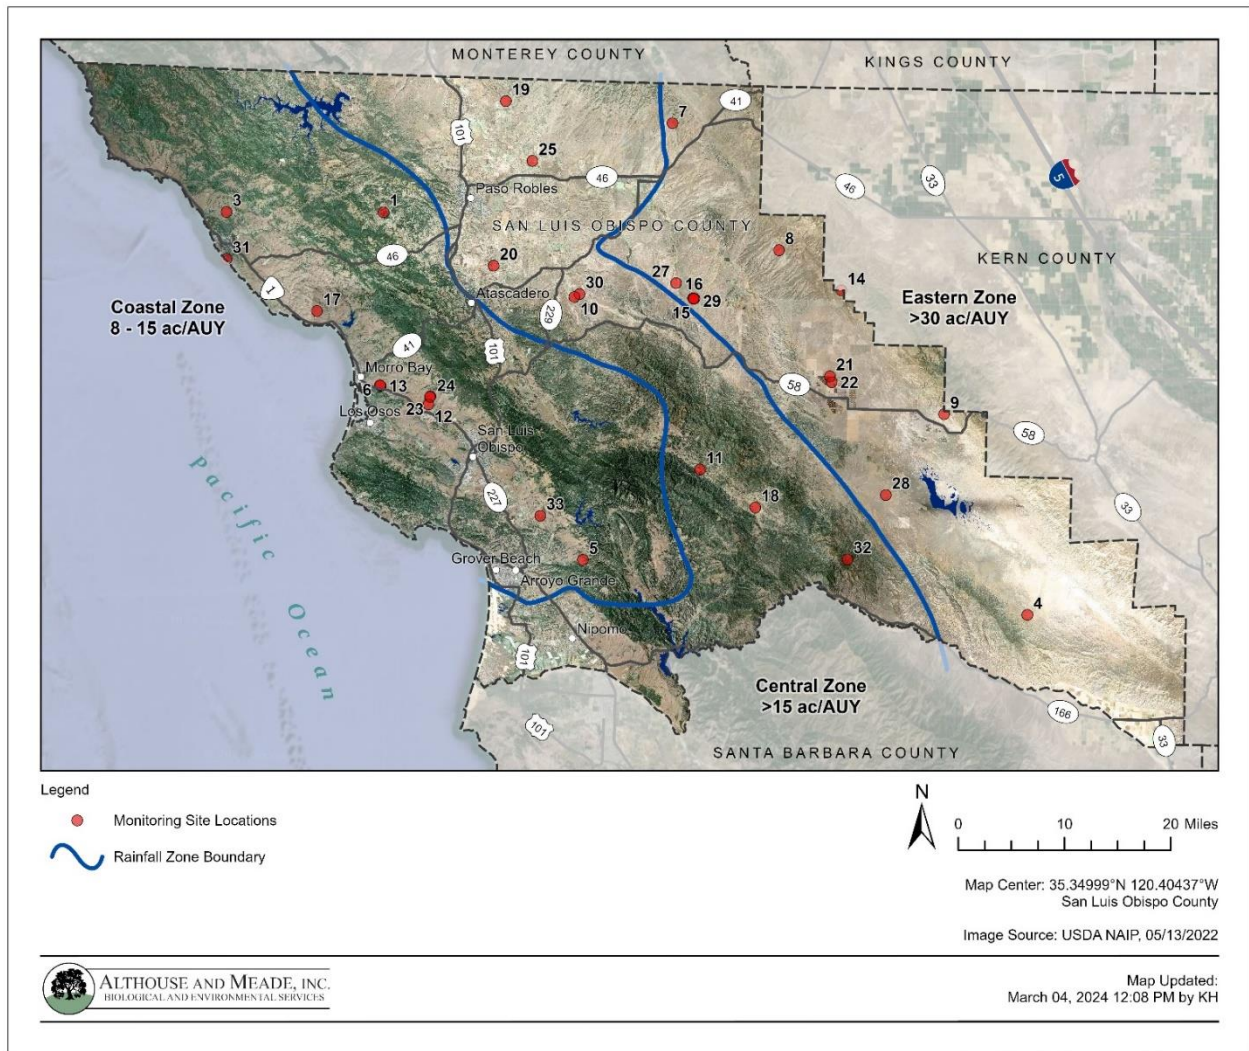 MONTEREY COUNTY
KINGS COUNTY
41
19
7
101
25
46
Paso Robles
46
33
5
3
1
SAN LUIS OBISPO COUNTY
31
46
20
8
KERN COUNTY
1
30
10
27
16
15
29
14
Atascadero
229
Coastal Zone
8 - 15 ac/AUY
Eastern Zone
>30 ac/AUY
17
41
101
Morro Bay
6
13
24
23
12
Los Osos
58
21
22
9
58
San Luis
Obispo
11
18
28
33
227
33
Pacific Ocean
33
5
32
4
Grover Beach
Arroyo Grande
Nipomo
101
101
Central Zone
>15 ac/AUY
166
33
SANTA BARBARA COUNTY
Legend
Monitoring Site Locations
Rainfall Zone Boundary
N
0 10 20 Miles
Map Center: 35.34999°N 120.40437°W
San Luis Obispo County
Image Source: USDA NAIP, 05/13/2022
ALTHOUSE AND MEADE, INC.
BIOLOGICAL AND ENVIRONMENTAL SERVICES
Map Updated:
March 04, 2024 12:08 PM by KH